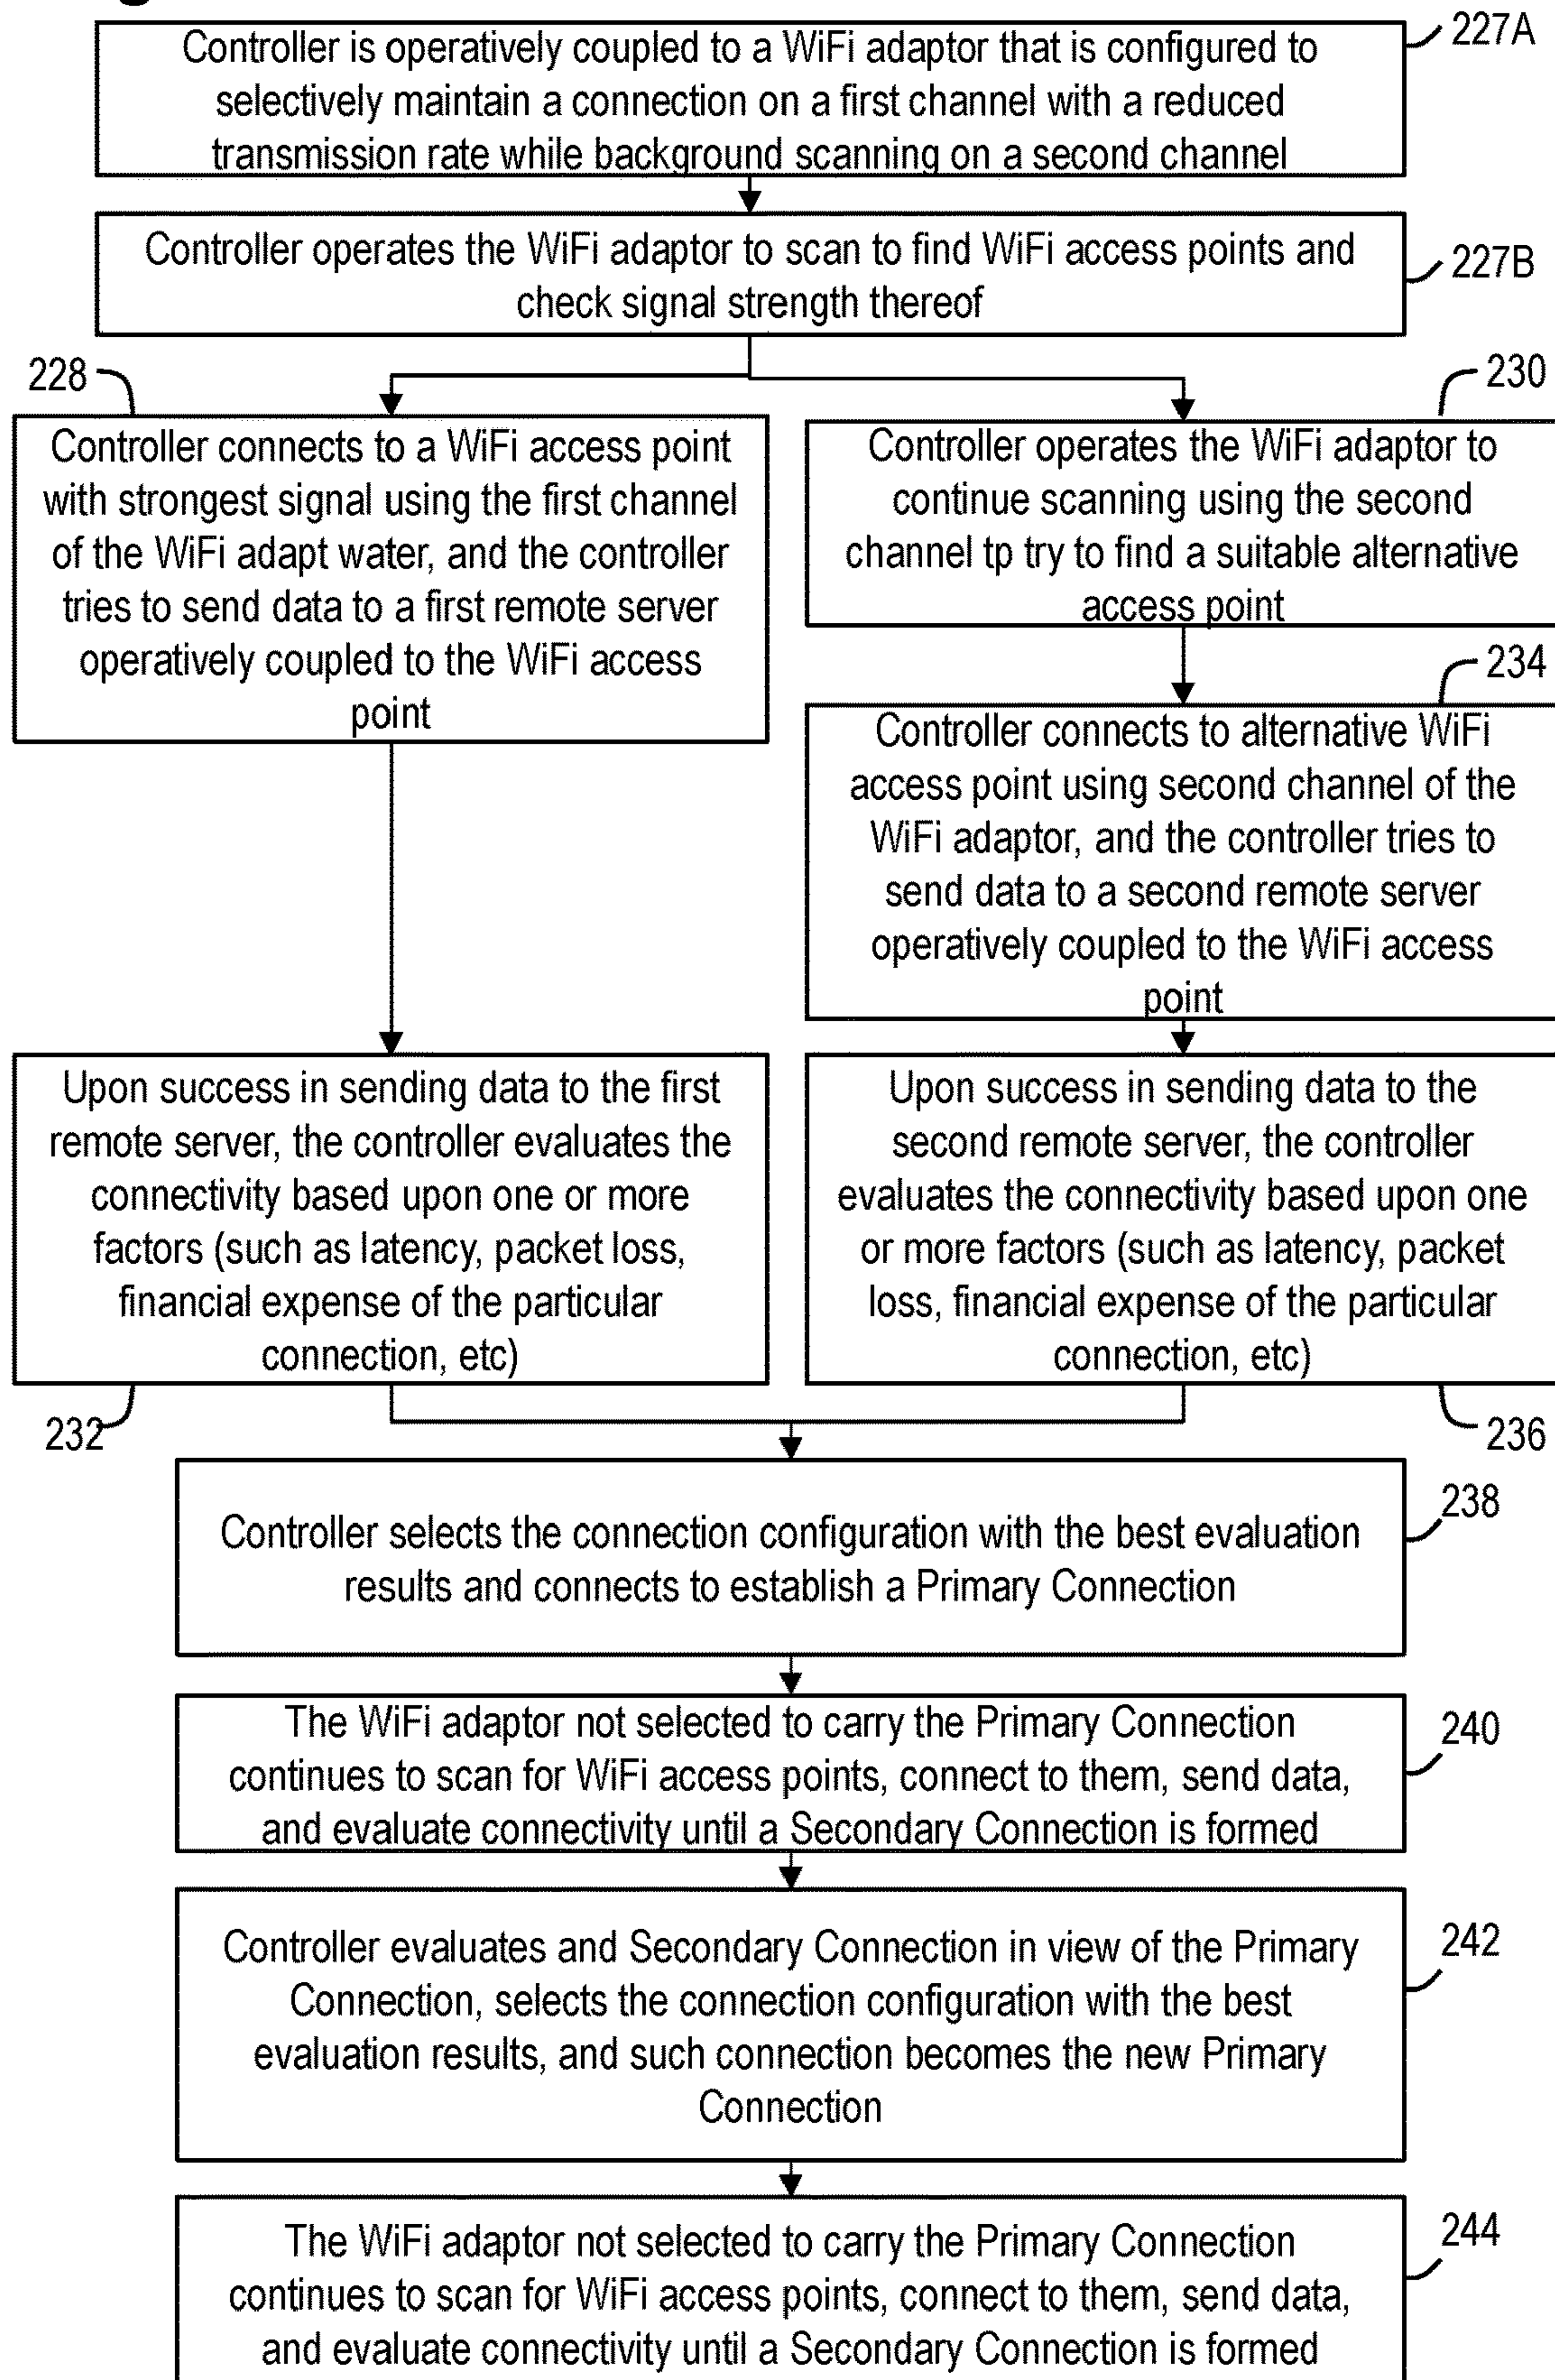 227A
Controller is operatively coupled to a WiFi adaptor that is configured to
selectively maintain a connection on a first channel with a reduced
transmission rate while background scanning on a second channel
227B
Controller operates the WiFi adaptor to scan to find WiFi access points and
check signal strength thereof
228
Controller connects to a WiFi access point
with strongest signal using the first channel
of the WiFi adapt water, and the controller
tries to send data to a first remote server
operatively coupled to the WiFi access
point
230
Controller operates the WiFi adaptor to
continue scanning using the second
channel tp try to find a suitable alternative
access point
234
Controller connects to alternative WiFi
access point using second channel of the
WiFi adaptor, and the controller tries to
send data to a second remote server
operatively coupled to the WiFi access
point
Upon success in sending data to the first
remote server, the controller evaluates the
connectivity based upon one or more
factors (such as latency, packet loss,
financial expense of the particular
connection, etc)
232
Upon success in sending data to the
second remote server, the controller
evaluates the connectivity based upon one
or more factors (such as latency, packet
loss, financial expense of the particular
connection, etc)
236
238
Controller selects the connection configuration with the best evaluation
results and connects to establish a Primary Connection
240
The WiFi adaptor not selected to carry the Primary Connection
continues to scan for WiFi access points, connect to them, send data,
and evaluate connectivity until a Secondary Connection is formed
242
Controller evaluates and Secondary Connection in view of the Primary
Connection, selects the connection configuration with the best
evaluation results, and such connection becomes the new Primary
Connection
244
The WiFi adaptor not selected to carry the Primary Connection
continues to scan for WiFi access points, connect to them, send data,
and evaluate connectivity until a Secondary Connection is formed